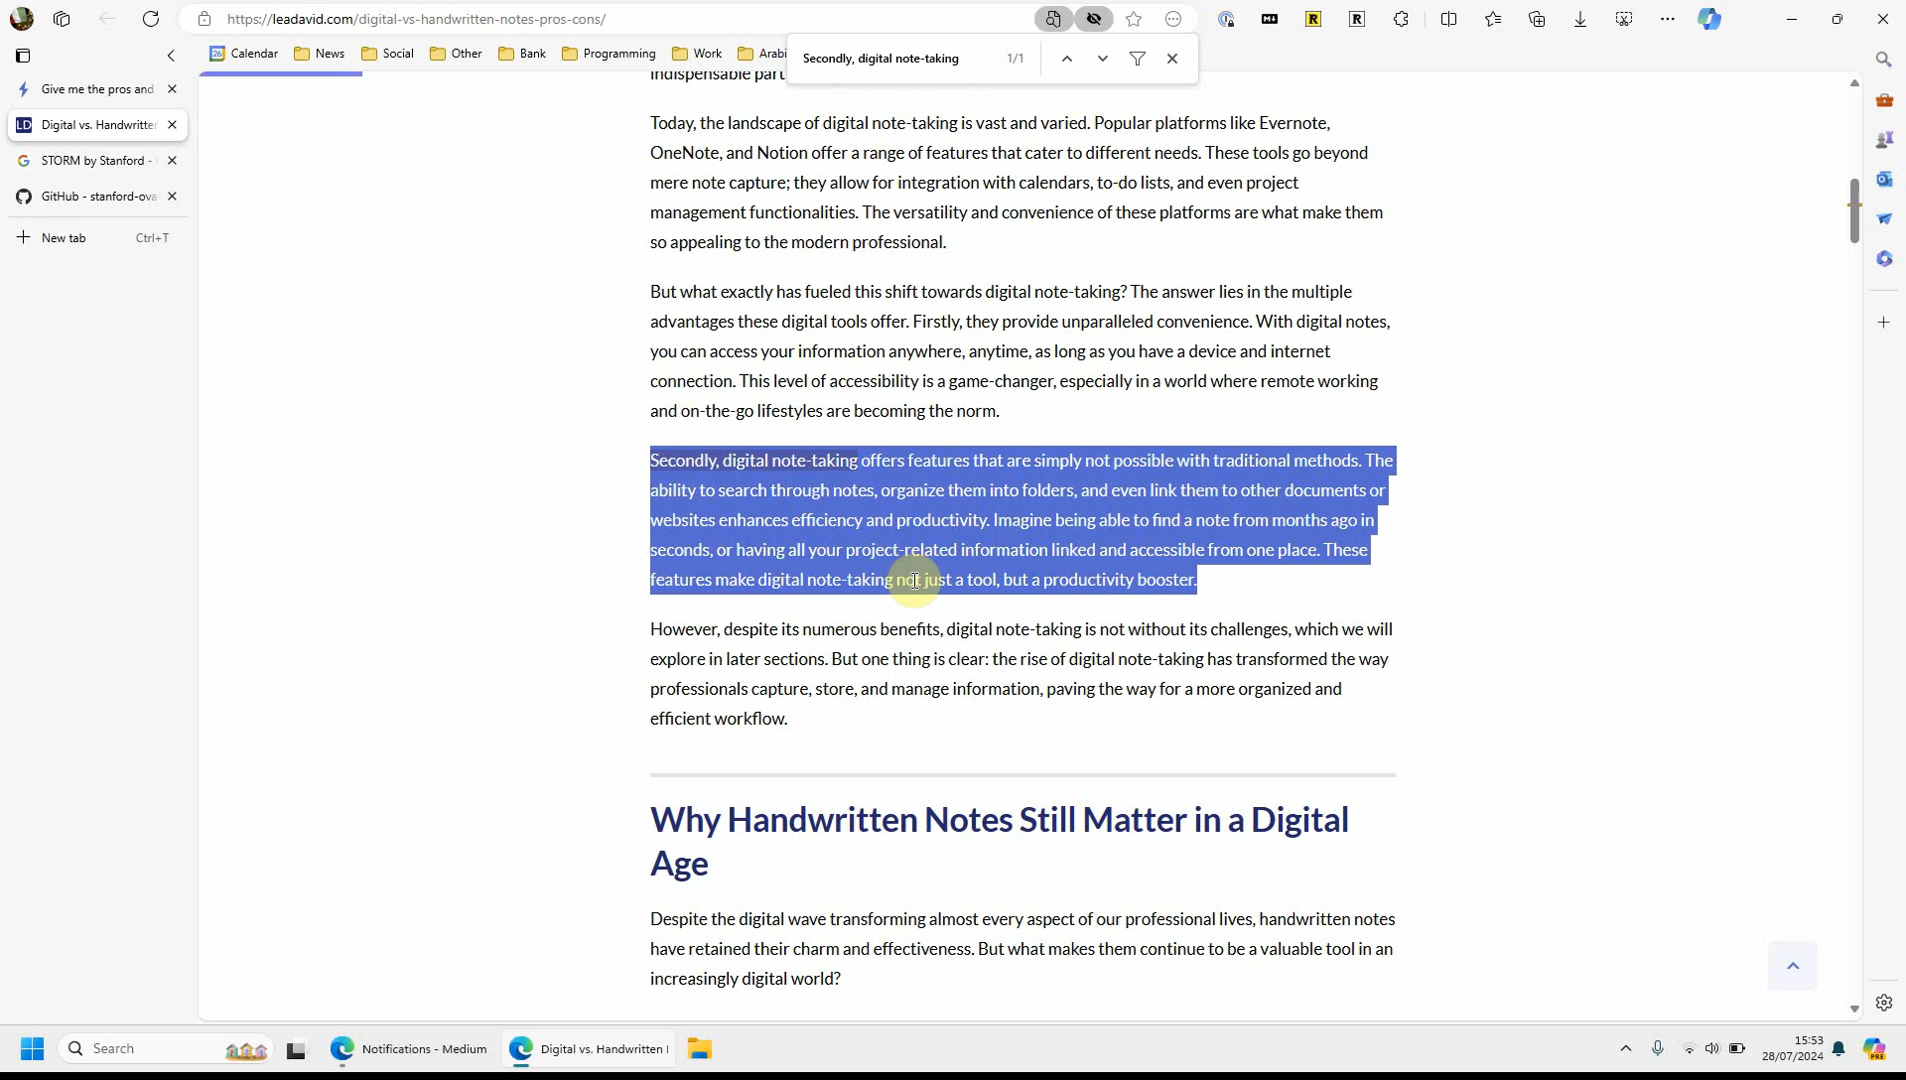 https://leadavid.com/digital-vs-handwritten-notes-pros-cons/
Calendar
News
Social
Other
Bank
Programming
Work
Arabi
Secondly, digital note-taking
1/1
Give me the pros and
LD
Digital vs. Handwritten
STORM by Stanford -
GitHub - stanford-ova
New tab
Ctrl+T
indispensable part
Today, the landscape of digital note-taking is vast and varied. Popular platforms like Evernote,
OneNote, and Notion offer a range of features that cater to different needs. These tools go beyond
mere note capture; they allow for integration with calendars, to-do lists, and even project
management functionalities. The versatility and convenience of these platforms are what make them
so appealing to the modern professional.
But what exactly has fueled this shift towards digital note-taking? The answer lies in the multiple
advantages these digital tools offer. Firstly, they provide unparalleled convenience. With digital notes,
you can access your information anywhere, anytime, as long as you have a device and internet
connection. This level of accessibility is a game-changer, especially in a world where remote working
and on-the-go lifestyles are becoming the norm.
Secondly, digital note-taking offers features that are simply not possible with traditional methods. The
ability to search through notes, organize them into folders, and even link them to other documents or
websites enhances efficiency and productivity. Imagine being able to find a note from months ago in
seconds, or having all your project-related information linked and accessible from one place. These
features make digital note-taking not just a tool, but a productivity booster.
However, despite its numerous benefits, digital note-taking is not without its challenges, which we will
explore in later sections. But one thing is clear: the rise of digital note-taking has transformed the way
professionals capture, store, and manage information, paving the way for a more organized and
efficient workflow.
Why Handwritten Notes Still Matter in a Digital
Age
Despite the digital wave transforming almost every aspect of our professional lives, handwritten notes
have retained their charm and effectiveness. But what makes them continue to be a valuable tool in an
increasingly digital world?
Search
Notifications - Medium
Digital vs. Handwritten
15:53
28/07/2024